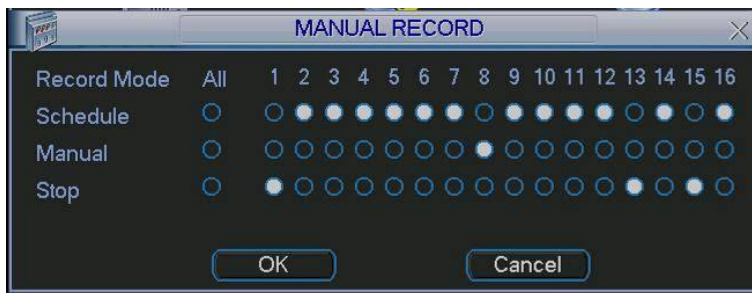 MANUAL RECORD
Record Mode All 1 2 3 4 5 6 7 8 9 10 11 12 13 14 15 16
Schedule
Manual
Stop
OK Cancel